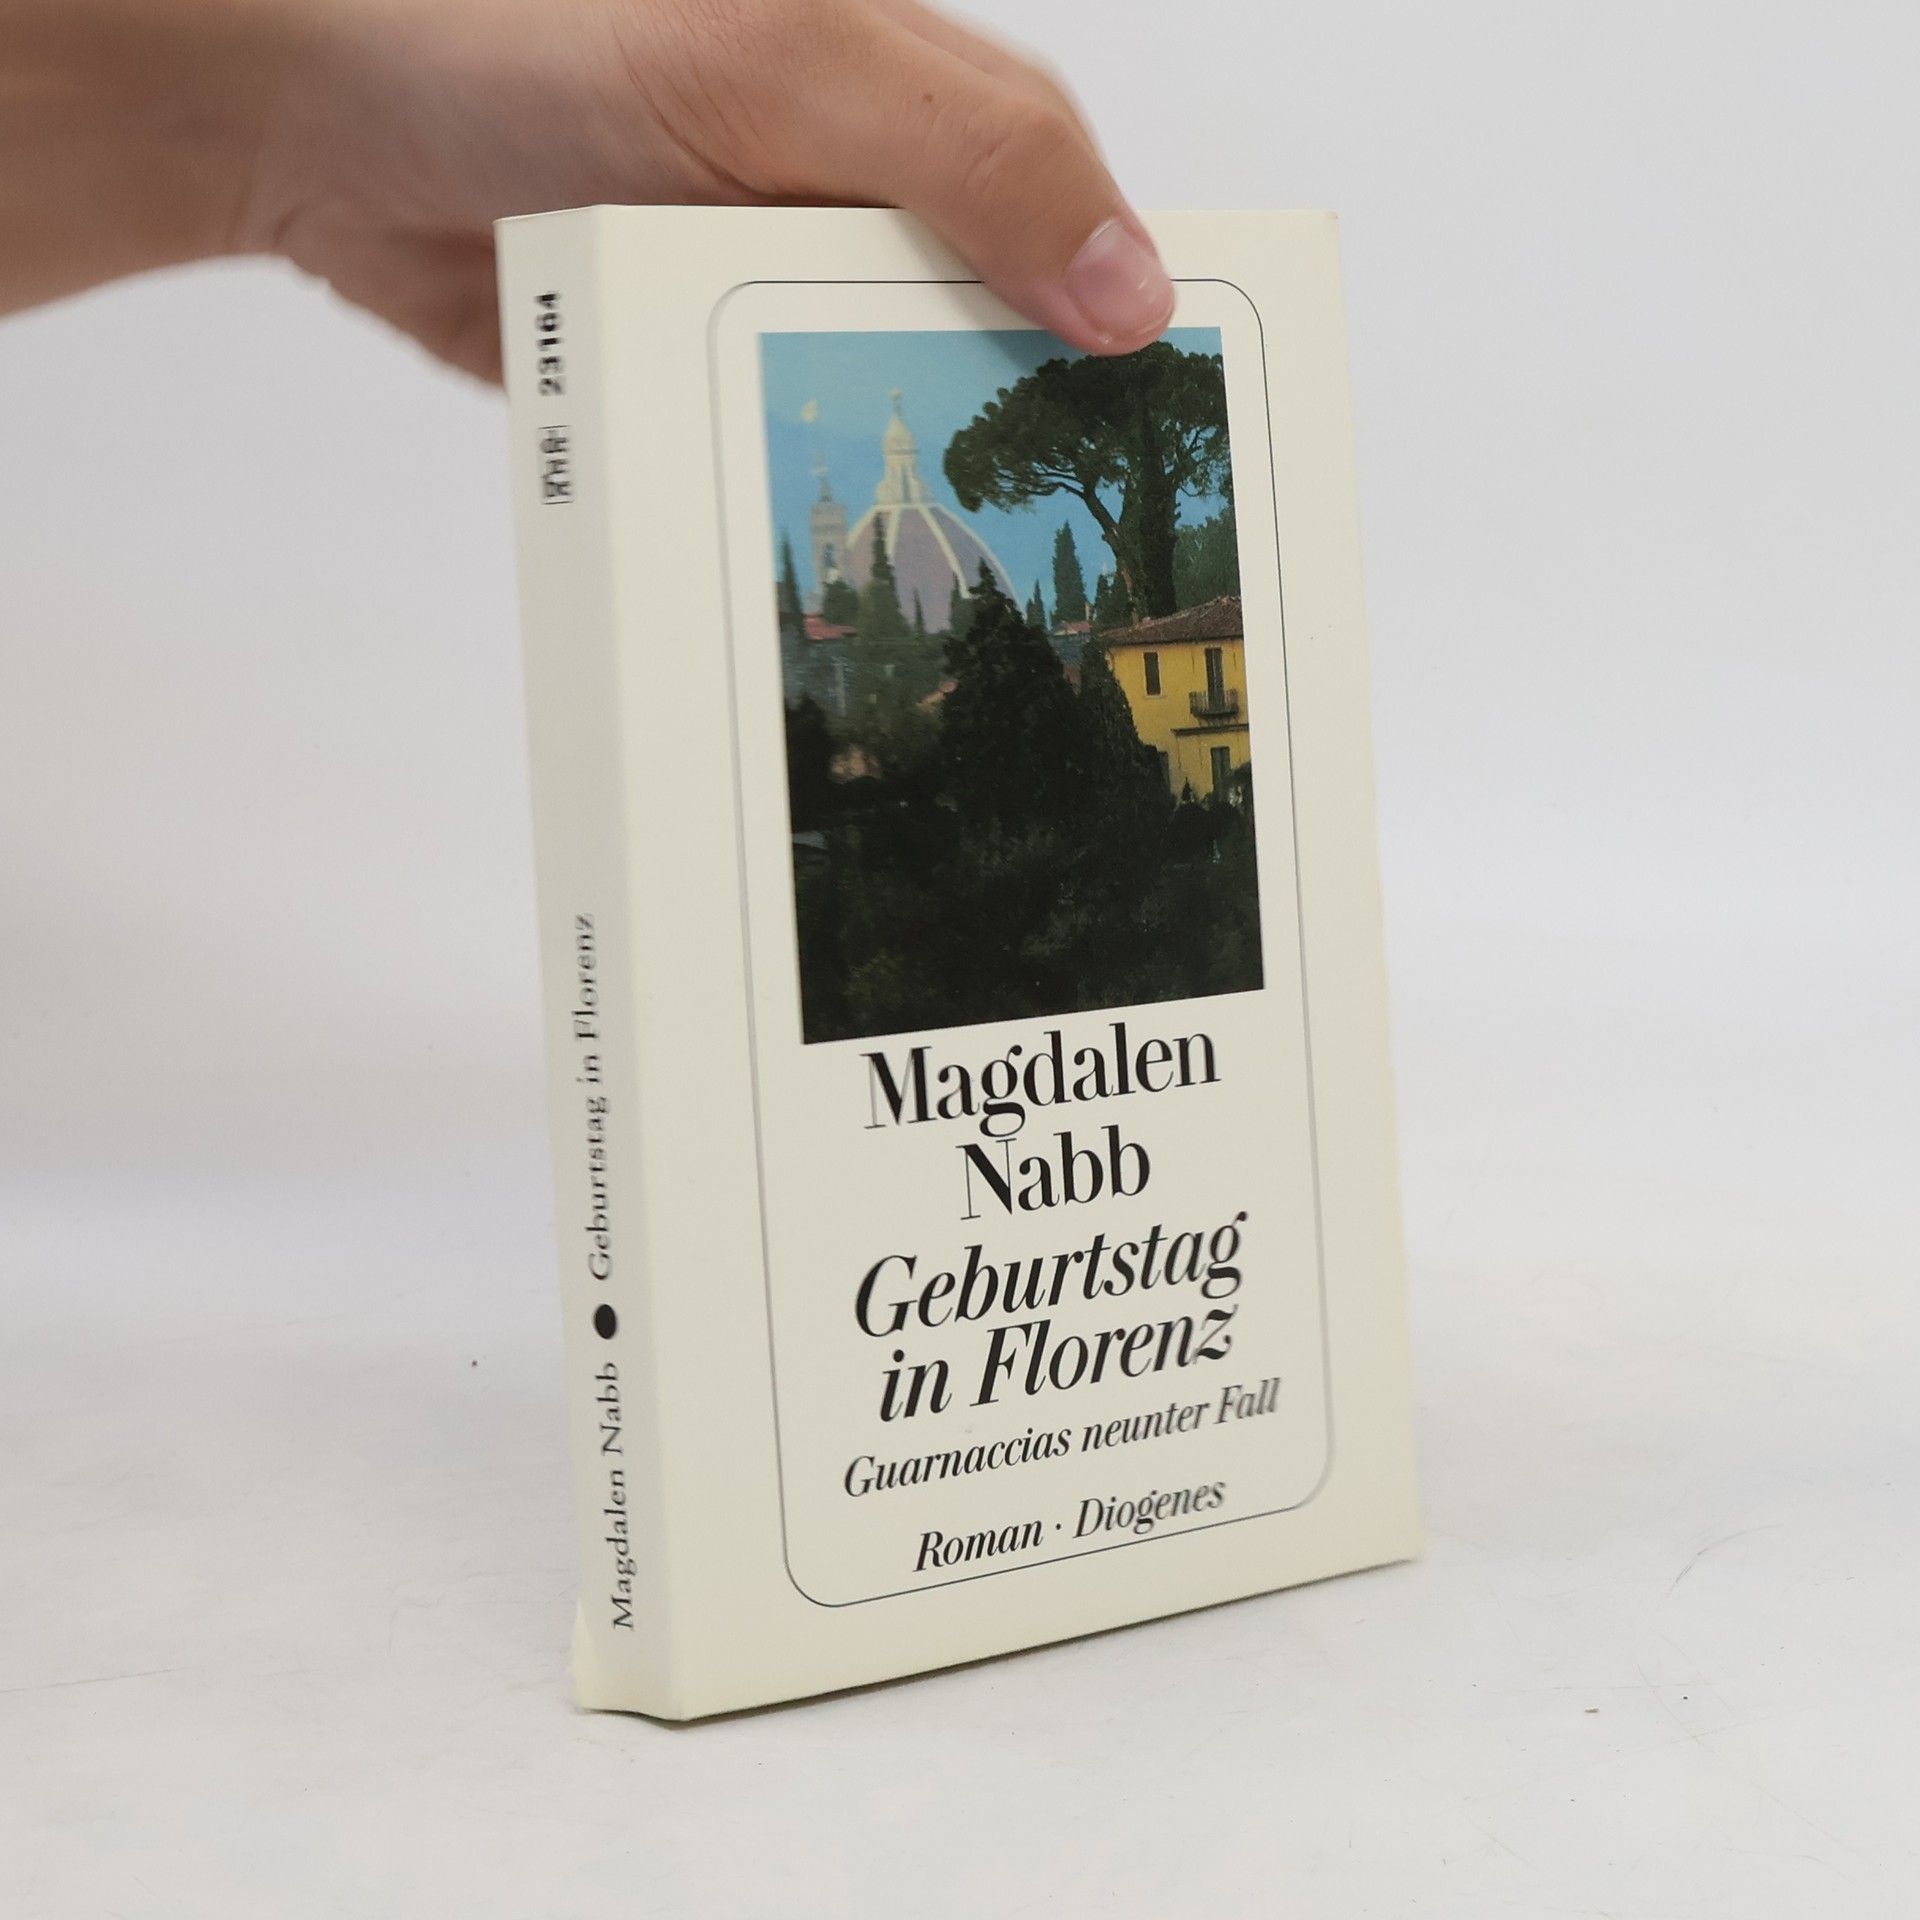 Magdalen
Nabb
Geburtstag
in Florenz
Guarnaccias neunter Fall
Roman · Diogenes
Magdalen Nabb ● Geburtstag in Florenz
23164